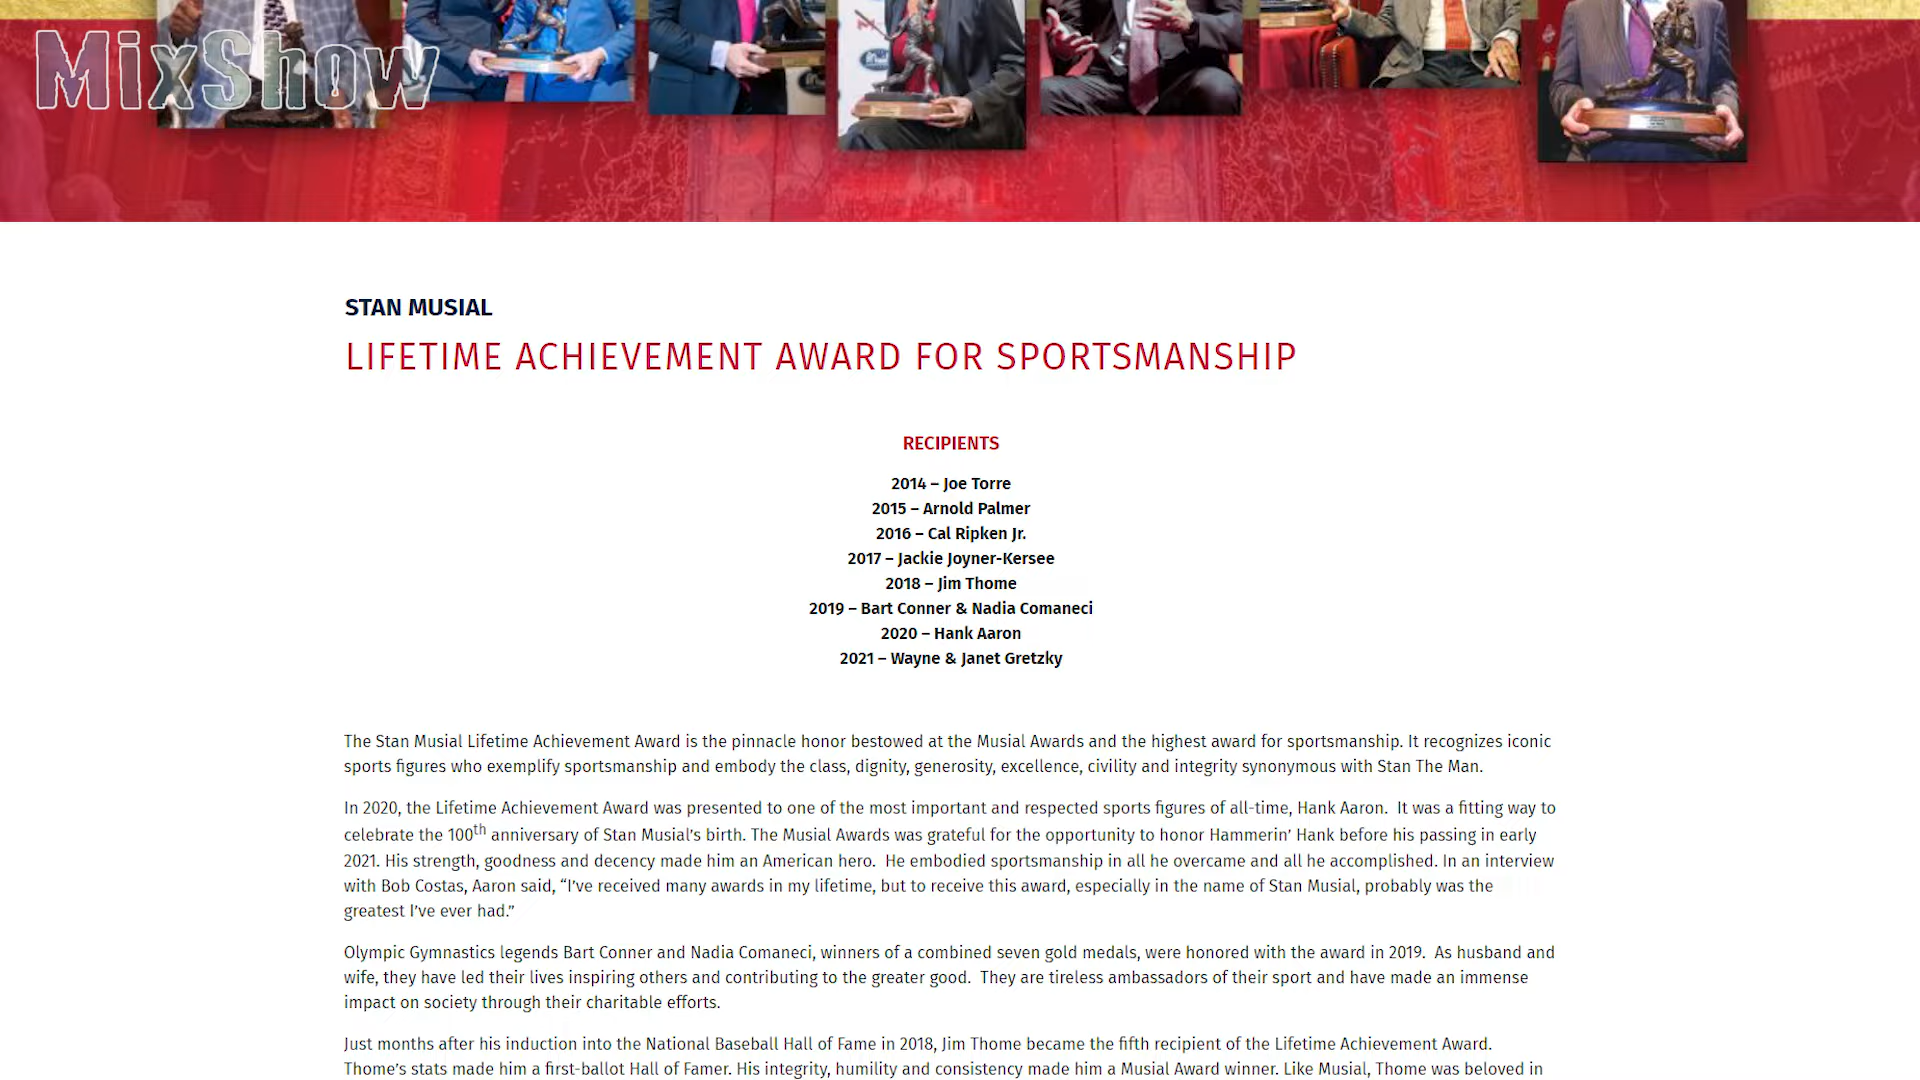 MixShow
STAN MUSIAL
LIFETIME ACHIEVEMENT AWARD FOR SPORTSMANSHIP
RECIPIENTS
2014 – Joe Torre
2015 – Arnold Palmer
2016 – Cal Ripken Jr.
2017 – Jackie Joyner-Kersee
2018 – Jim Thome
2019 – Bart Conner & Nadia Comaneci
2020 – Hank Aaron
2021 – Wayne & Janet Gretzky
The Stan Musial Lifetime Achievement Award is the pinnacle honor bestowed at the Musial Awards and the highest award for sportsmanship. It recognizes iconic
sports figures who exemplify sportsmanship and embody the class, dignity, generosity, excellence, civility and integrity synonymous with Stan The Man.
In 2020, the Lifetime Achievement Award was presented to one of the most important and respected sports figures of all-time, Hank Aaron.  It was a fitting way to
celebrate the 100th anniversary of Stan Musial’s birth. The Musial Awards was grateful for the opportunity to honor Hammerin’ Hank before his passing in early
2021. His strength, goodness and decency made him an American hero.  He embodied sportsmanship in all he overcame and all he accomplished. In an interview
with Bob Costas, Aaron said, “I’ve received many awards in my lifetime, but to receive this award, especially in the name of Stan Musial, probably was the
greatest I’ve ever had.”
Olympic Gymnastics legends Bart Conner and Nadia Comaneci, winners of a combined seven gold medals, were honored with the award in 2019.  As husband and
wife, they have led their lives inspiring others and contributing to the greater good.  They are tireless ambassadors of their sport and have made an immense
impact on society through their charitable efforts.
Just months after his induction into the National Baseball Hall of Fame in 2018, Jim Thome became the fifth recipient of the Lifetime Achievement Award.
Thome’s stats made him a first-ballot Hall of Famer. His integrity, humility and consistency made him a Musial Award winner. Like Musial, Thome was beloved in